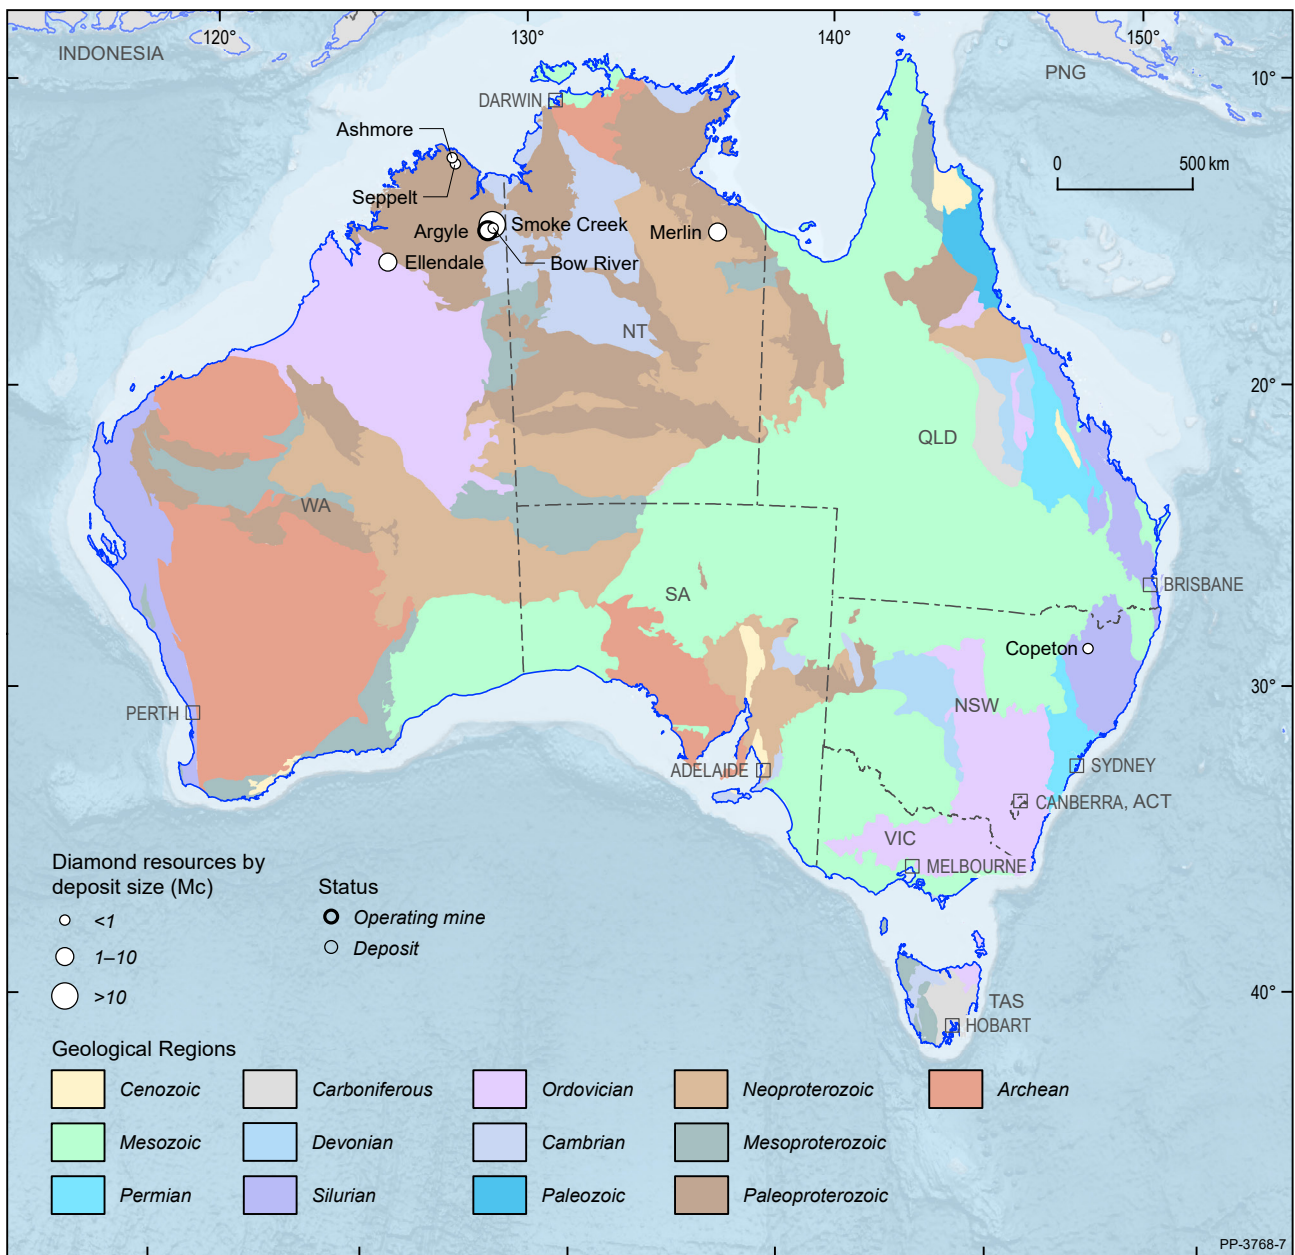 120°
130°
140°
150°
INDONESIA
PNG
10°
DARWIN
Ashmore
Seppelt
0
500 km
Argyle
Smoke Creek
Merlin
Ellendale
Bow River
NT
20°
QLD
WA
SA
BRISBANE
Copeton
30°
PERTH
NSW
ADELAIDE
SYDNEY
CANBERRA, ACT
VIC
MELBOURNE
Diamond resources by
deposit size (Mc)
<1
1–10
>10
Status
Operating mine
Deposit
40°
TAS
HOBART
Geological Regions
Cenozoic
Carboniferous
Ordovician
Neoproterozoic
Archean
Mesozoic
Devonian
Cambrian
Mesoproterozoic
Permian
Silurian
Paleozoic
Paleoproterozoic
PP-3768-7